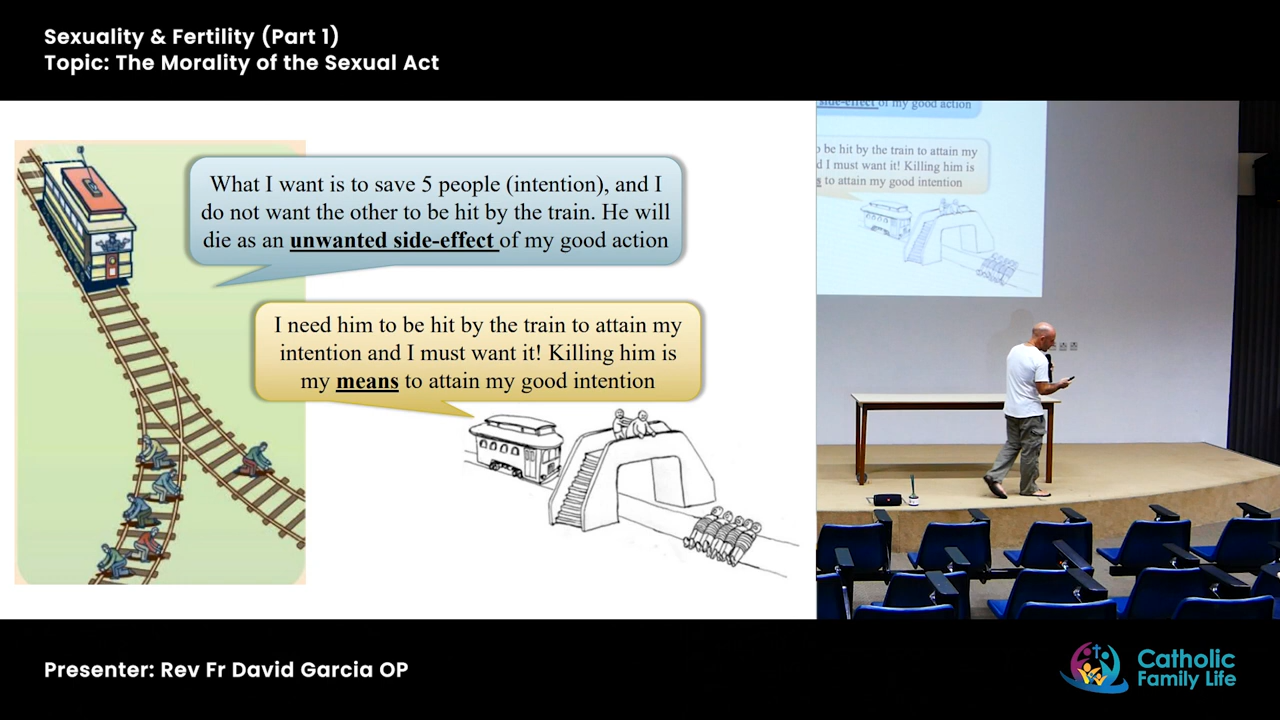 Sexuality & Fertility (Part 1)
Topic: The Morality of the Sexual Act
What I want is to save 5 people (intention), and I
do not want the other to be hit by the train. He will
die as an unwanted side-effect of my good action
I need him to be hit by the train to attain my
intention and I must want it! Killing him is
my means to attain my good intention
side-effect of my good action
be hit by the train to attain my
d I must want it! Killing him is
to attain my good intention
Presenter: Rev Fr David Garcia OP
Catholic
Family Life